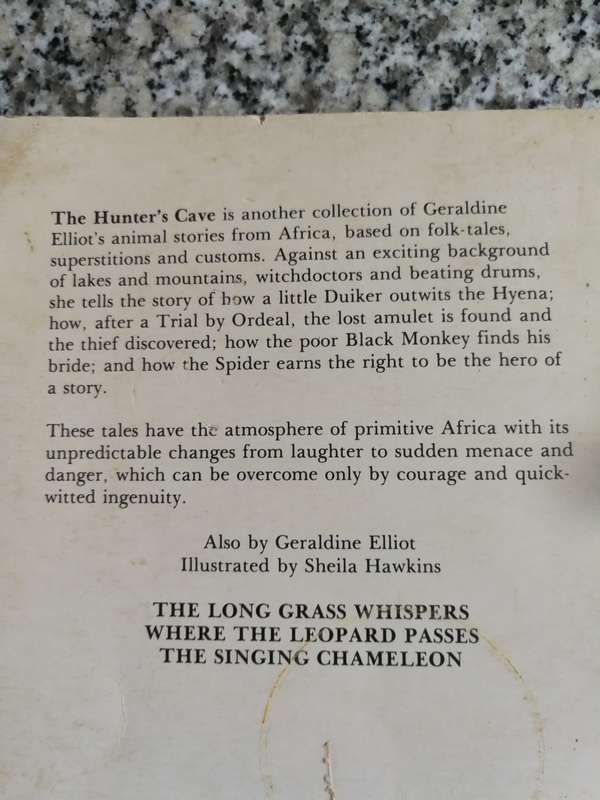 The Hunter's Cave is another collection of Geraldine
Elliot's animal stories from Africa, based on folk-tales,
superstitions and customs. Against an exciting background
of lakes and mountains, witchdoctors and beating drums,
she tells the story of how a little Duiker outwits the Hyena;
how, after a Trial by Ordeal, the lost amulet is found and
the thief discovered; how the poor Black Monkey finds his
bride; and how the Spider earns the right to be the hero of
a story.
These tales have the atmosphere of primitive Africa with its
unpredictable changes from laughter to sudden menace and
danger, which can be overcome only by courage and quick-
witted ingenuity.
Also by Geraldine Elliot
Illustrated by Sheila Hawkins
THE LONG GRASS WHISPERS
WHERE THE LEOPARD PASSES
THE SINGING CHAMELEON